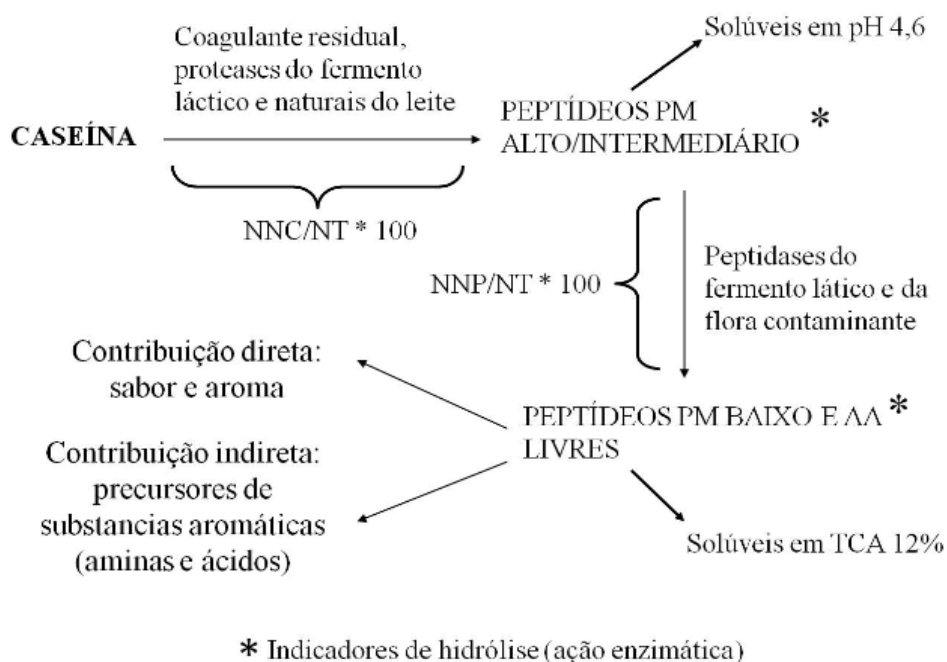 Coagulante residual,
proteases do fermento
láctico e naturais do leite
Solúveis em pH 4,6
CASEÍNA
PEPTÍDEOS PM
ALTO/INTERMEDIÁRIO *
NNC/NT * 100
NNP/NT * 100
Peptidases do
fermento lático e da
flora contaminante
Contribuição direta:
sabor e aroma
PEPTÍDEOS PM BAIXO E AA *
LIVRES
Contribuição indireta:
precursores de
substancias aromáticas
(aminas e ácidos)
Solúveis em TCA 12%
* Indicadores de hidrólise (ação enzimática)